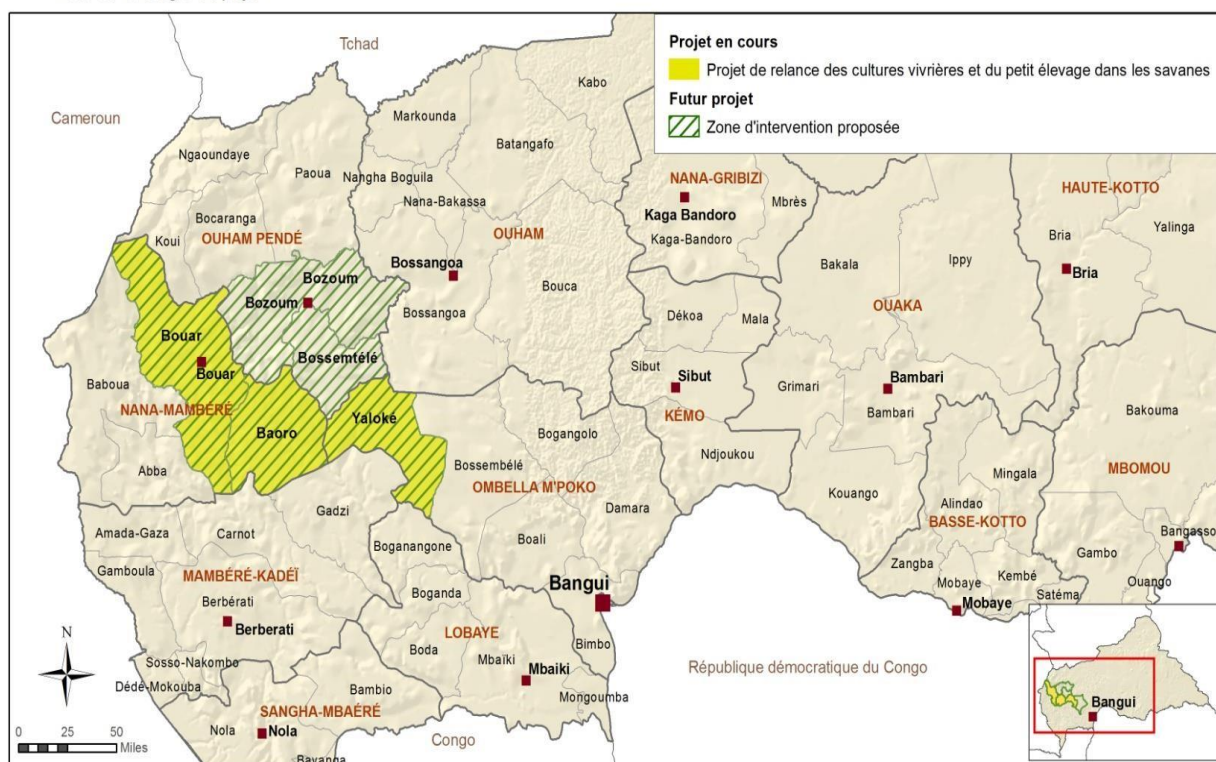 Tchad
Cameroun
Projet en cours
Projet de relance des cultures vivrières et du petit élevage dans les savanes
Futur projet
Zone d'intervention proposée
Kabo
Markounda
Batangafo
Ngaoundaye
Paoua
Nangha Boguila
Nana-Bakassa
NANA-GRIBIZI
Kaga Bandoro
Mbrès
Kaga-Bandoro
HAUTE-KOTTO
Yalinga
Bria
Bria
Bocaranga
Koui
OUHAM PENDÉ
OUHAM
Bossangoa
Bossangoa
Bouca
Bakala
Ippy
OUAKA
Bozoum
Bozoum
Bossemtélé
Bouar
Bouar
Baboua
NANA-MAMBÉRÉ
Baoro
Yaloké
Abba
Dékoa
Mala
Sibut
Sibut
KÉMO
Grimari
Bambari
Bambari
Bakouma
Bogangolo
Bossembélé
OMBELLA M'POKO
Ndjoukou
Damara
Boali
Mingala
MBOMOU
Kouango
Alindao
BASSE-KOTTO
Bangasso
Gambo
Zangba
Mobaye
Kembé
Satéma
Ouango
Mobaye
Gadzi
Amada-Gaza
Carnot
Gamboula
MAMBÉRÉ-KADÉÏ
Berbérati
Berberati
Boganangone
Boganda
Bangui
LOBAYE
Boda
Mbaïki
Mbaiki
Bimbo
Mongoumba
Sosso-Nakombo
Dédé-Mokouba
Bambio
SANGHA-MBAÉRÉ
Nola
Nola
Bayanga
Congo
République démocratique du Congo
N
0 25 50
Miles
Bangui